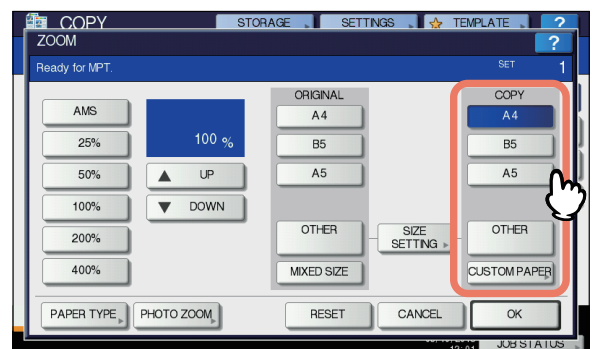 COPY STORAGE SETTINGS TEMPLATE ?
ZOOM ?
Ready for MPT. SET 1
ORIGINAL COPY
AMS A4 A4
25% 100 % B5 B5
50% UP A5 A5
100% DOWN
200% OTHER SIZE SETTING OTHER
400% MIXED SIZE CUSTOM PAPER
PAPER TYPE PHOTO ZOOM RESET CANCEL OK
JOB STATUS